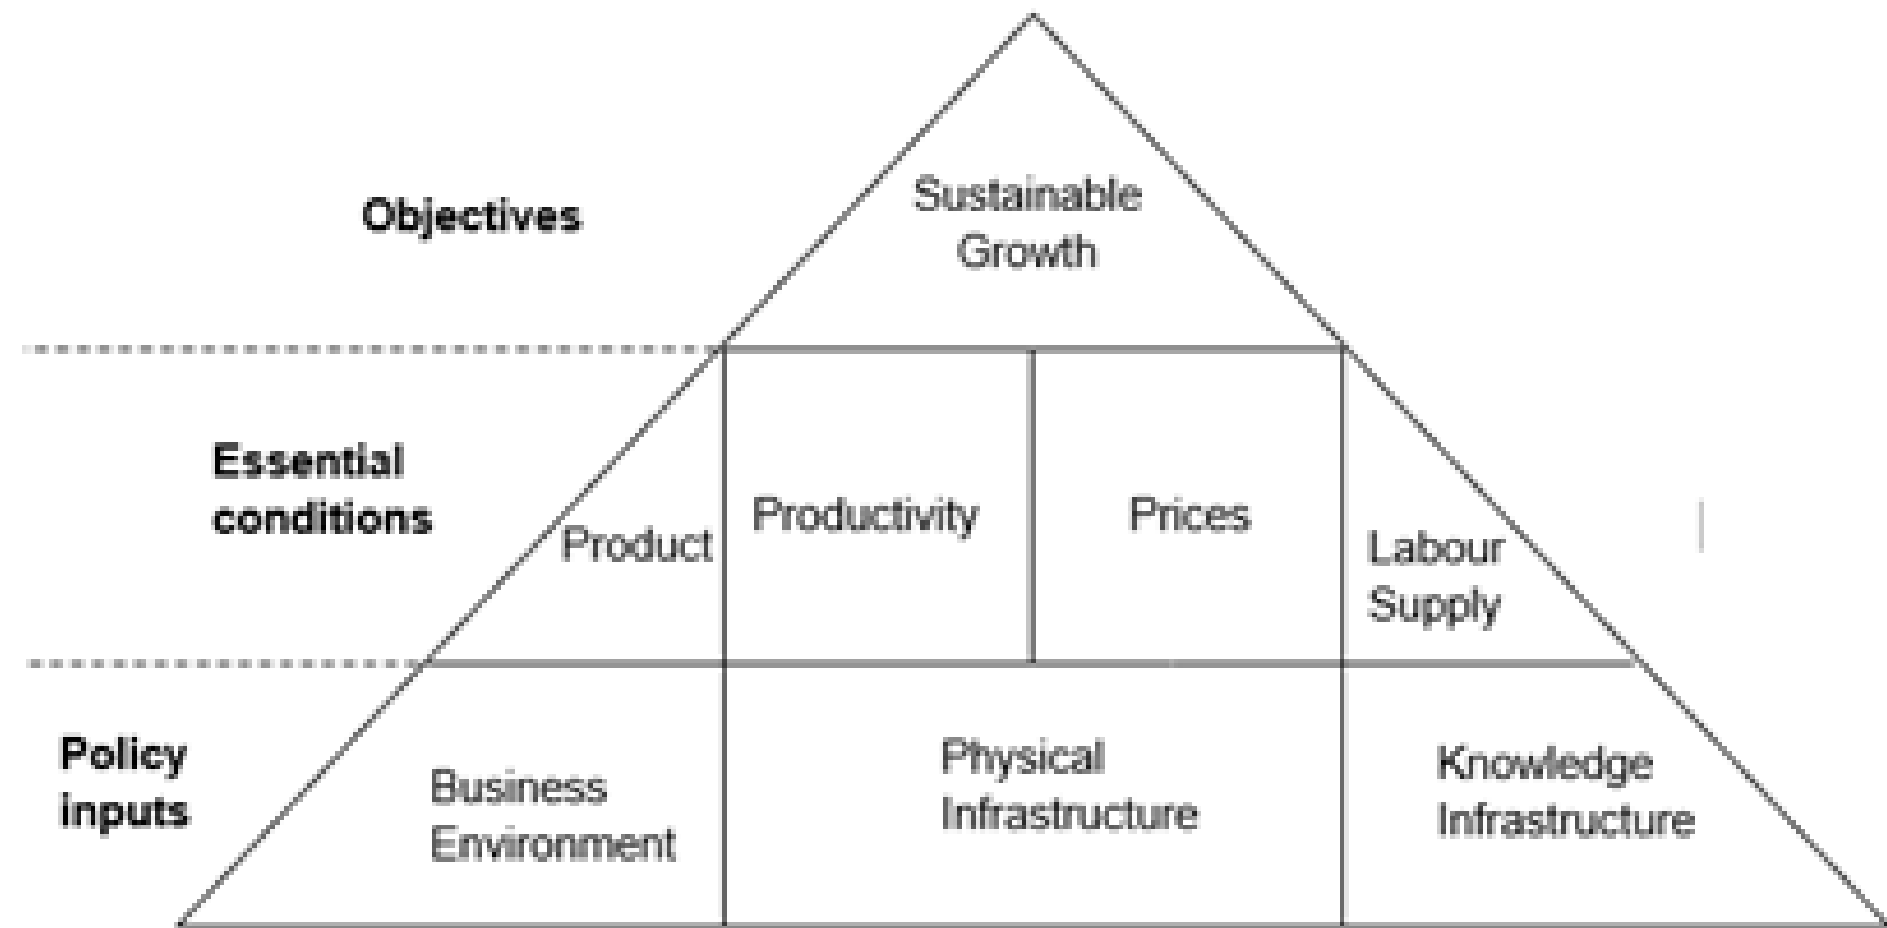 Objectives
Sustainable
Growth
Essential
conditions
Product
Productivity
Prices
Labour
Supply
Policy
inputs
Business
Environment
Physical
Infrastructure
Knowledge
Infrastructure